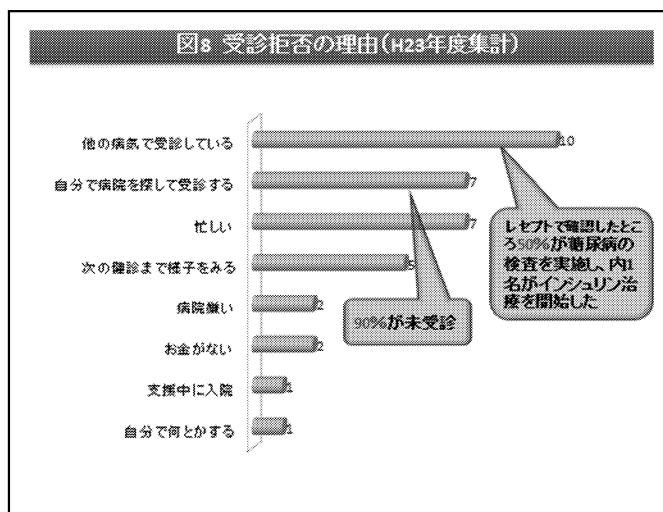 図8 受診拒否の理由(H23年度集計)
他の病気で受診している
10
自分で病院を探して受診する
7
忙しい
7
次の健診まで様子をみる
5
病院嫌い
2
お金がない
2
支援中に入院
1
自分で何とかする
1
レセプトで確認したとこ
ろ50%が糖尿病の
検査を実施し、内1
名がインシュリン治
療を開始した
90%が未受診